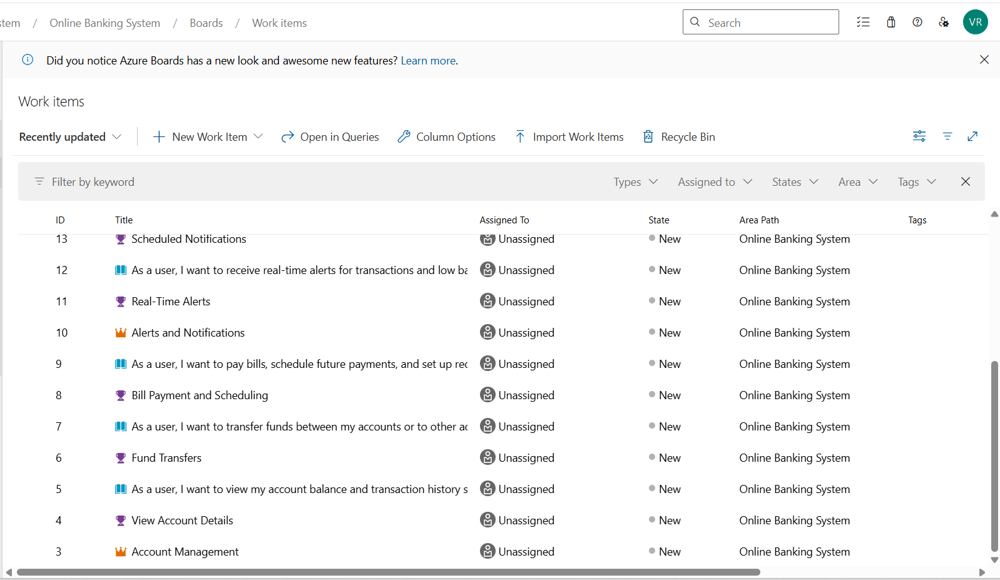 stem / Online Banking System / Boards / Work items Search VR
Did you notice Azure Boards has a new look and awesome new features? Learn more.
Work items
Recently updated New Work Item Open in Queries Column Options Import Work Items Recycle Bin
Filter by keyword Types Assigned to States Area Tags
ID Title Assigned To State Area Path Tags
13 Scheduled Notifications Unassigned New Online Banking System
12 As a user, I want to receive real-time alerts for transactions and low ba Unassigned New Online Banking System
11 Real-Time Alerts Unassigned New Online Banking System
10 Alerts and Notifications Unassigned New Online Banking System
9 As a user, I want to pay bills, schedule future payments, and set up rec Unassigned New Online Banking System
8 Bill Payment and Scheduling Unassigned New Online Banking System
7 As a user, I want to transfer funds between my accounts or to other ac Unassigned New Online Banking System
6 Fund Transfers Unassigned New Online Banking System
5 As a user, I want to view my account balance and transaction history s Unassigned New Online Banking System
4 View Account Details Unassigned New Online Banking System
3 Account Management Unassigned New Online Banking System